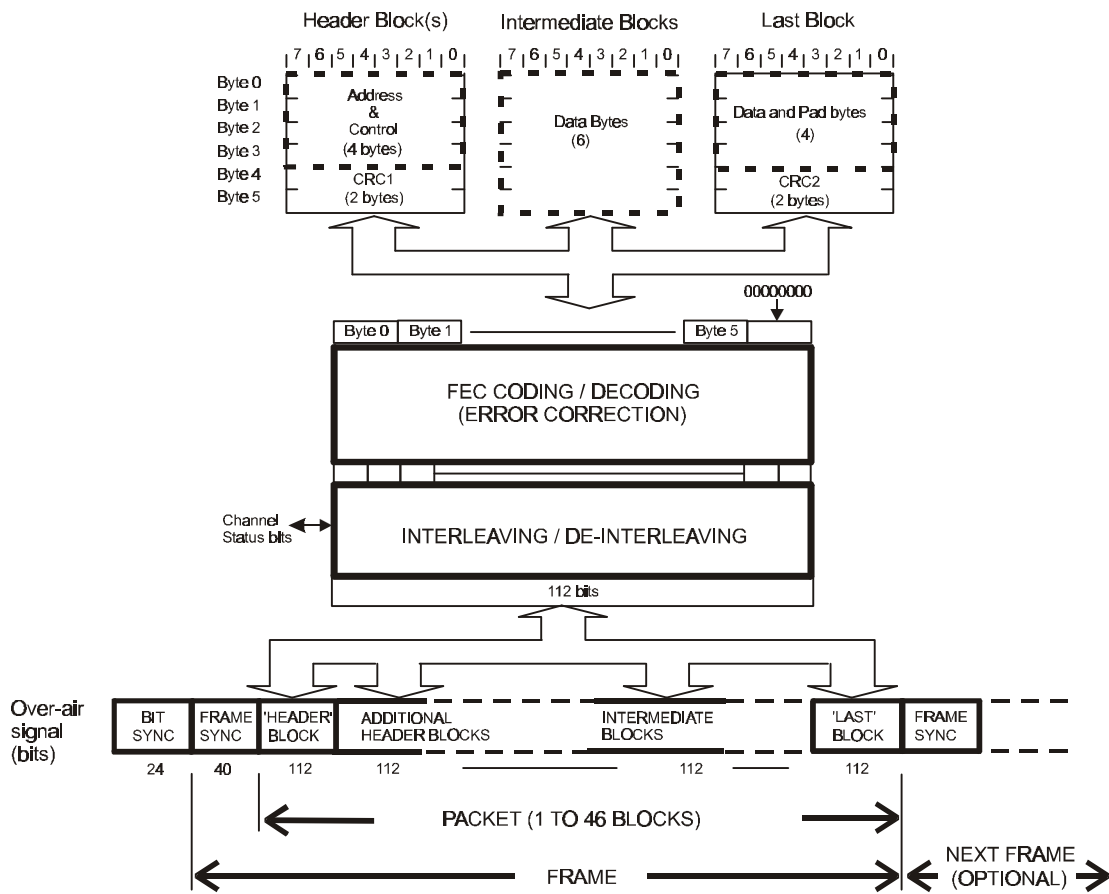 Header Block(s) Intermediate Blocks Last Block
7 6 5 4 3 2 1 0 7 6 5 4 3 2 1 0 7 6 5 4 3 2 1 0
Byte 0
Byte 1
Byte 2
Byte 3
Byte 4
Byte 5
Address
&
Control
(4 bytes)
CRC1
(2 bytes)
Data Bytes
(6)
Data and Pad bytes
(4)
CRC2
(2 bytes)
00000000
Byte 0 Byte 1 Byte 5
FEC CODING / DECODING
(ERROR CORRECTION)
Channel
Status bits
INTERLEAVING / DE-INTERLEAVING
112 bits
Over-air
signal
(bits)
BIT
SYNC
FRAME
SYNC
'HEADER'
BLOCK
ADDITIONAL
HEADER BLOCKS
INTERMEDIATE
BLOCKS
'LAST'
BLOCK
FRAME
SYNC
24 40 112 112 112 112
PACKET (1 TO 46 BLOCKS)
FRAME
NEXT FRAME
(OPTIONAL)